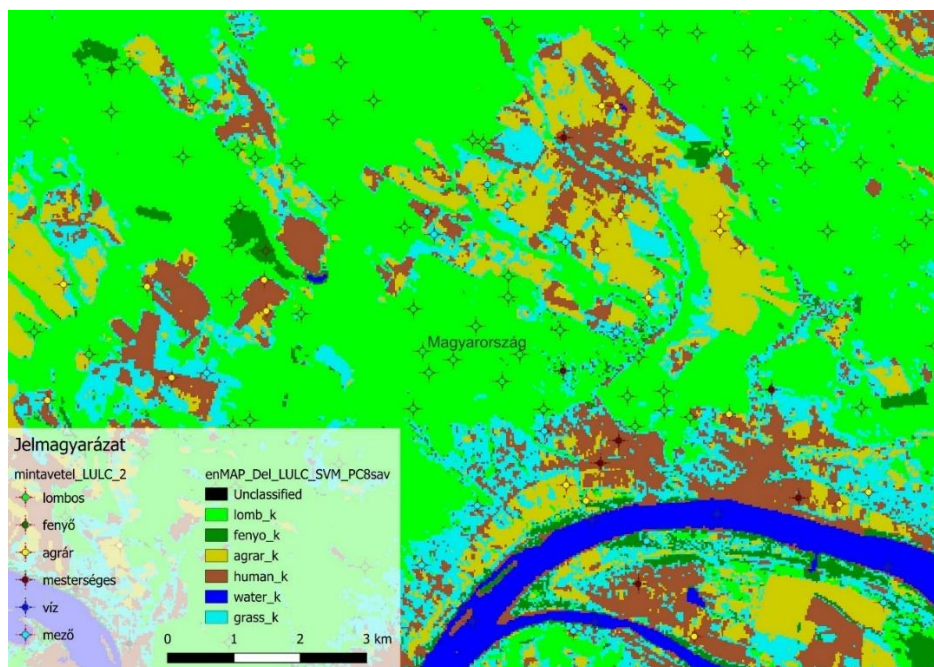 Magyarország
Jelmagyarázat
mintavetel_LULC_2
lombos
fenyő
agrár
mesterséges
víz
mező
enMAP_Del_LULC_SVM_PC8sav
Unclassified
lomb_k
fenyo_k
agrar_k
human_k
water_k
grass_k
0 1 2 3 km